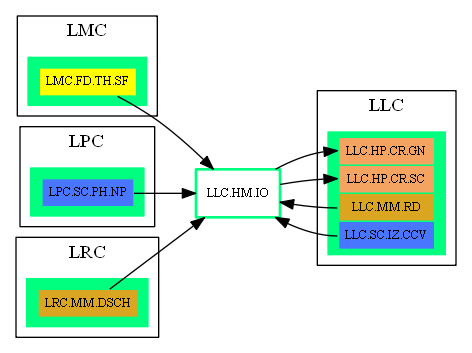 LMC
LMC.FD.TH.SF
LPC
LPC.SC.PH.NP
LRC
LRC.MM.DSCH
LLC.HM.IO
LLC
LLC.HP.CR.GN
LLC.HP.CR.SC
LLC.MM.RD
LLC.SC.IZ.CCV